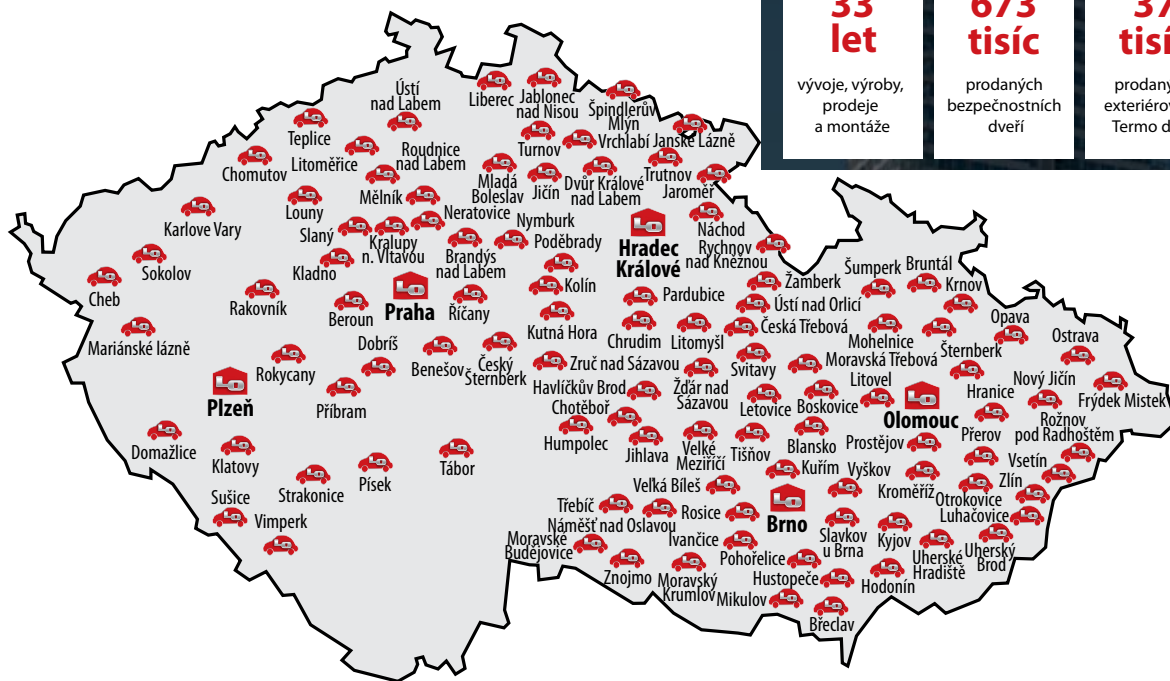 33
let
vývoje, výroby,
prodeje
a montáže
673
tisíc
prodaných
bezpečnostních
dveří
37
Termo d
Ústí
nad Labem
Liberec
Jablonec
nad Nisou
Špindlerův
Mlýn
Teplice
Turnov
Vrchlabí
Janské Lázně
Chomutov
Litoměřice
Roudnice
nad Labem
Mladá
Boleslav
Jičín
Dvůr Králové
nad Labem
Trutnov
Jaroměř
Karlove Vary
Louny
Mělník
Neratovice
Nymburk
Náchod
Slaný
Kralupy
n. Vltavou
Brandýs
nad Labem
Poděbrady
Hradec
Králové
Rychnov
nad Kněžnou
Sokolov
Kladno
Cheb
Rakovník
Beroun
Praha
Říčany
Kolín
Pardubice
Žamberk
Šumperk
Bruntál
Krnov
Mariánské lázně
Dobríš
Kutná Hora
Chrudim
Litomyšl
Ústí nad Orlicí
Česká Třebová
Mohelnice
Šternberk
Opava
Ostrava
Rokycany
Benešov
Český
Šternberk
Zruč nad Sázavou
Svitavy
Moravská Třebová
Plzeň
Příbram
Havlíčkův Brod
Žďár nad
Sázavou
Letovice
Boskovice
Litovel
Olomouc
Hranice
Nový Jičín
Frýdek Mistek
Chotěboř
Domažlice
Klatovy
Tábor
Humpolec
Jihlava
Velké
Meziříčí
Tišňov
Blansko
Prostějov
Přerov
Rožnov
pod Radhoštěm
Strakonice
Písek
Kuřim
Vyškov
Kroměříž
Vsetín
Sušice
Veľká Bíleš
Otrokovice
Zlín
Vimperk
Třebíč
Náměšť nad Oslavou
Rosice
Brno
Luhačovice
Moravské
Budějovice
Ivančice
Slavkov
u Brna
Kyjov
Uherské
Hradiště
Uherský
Brod
Znojmo
Moravský
Krumlov
Pohořelice
Hustopeče
Hodonín
Mikulov
Břeclav